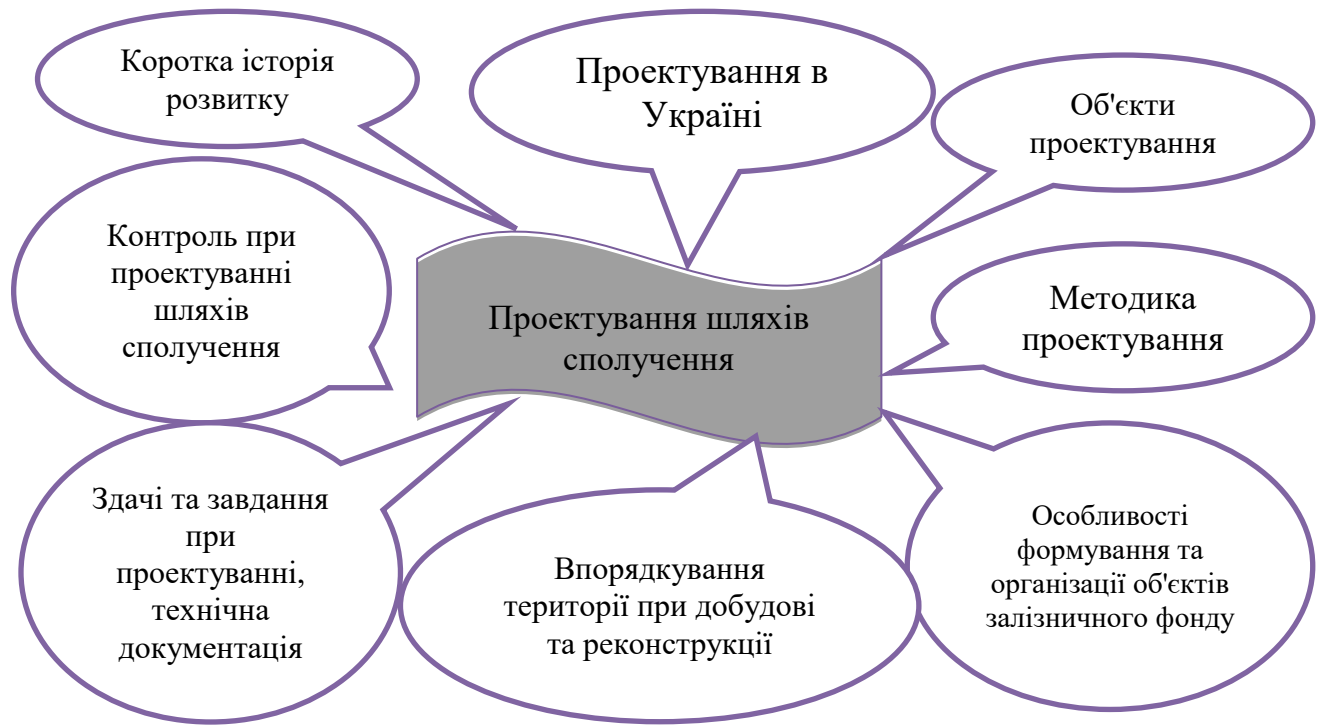 Коротка історія
розвитку
Проектування в
Україні
Об'єкти
проектування
Контроль при
проектуванні
шляхів
сполучення
Проектування шляхів
сполучення
Методика
проектування
Здачі та завдання
при
проектуванні,
технічна
документація
Впорядкування
території при добудові
та реконструкції
Особливості
формування та
організації об'єктів
залізничного фонду